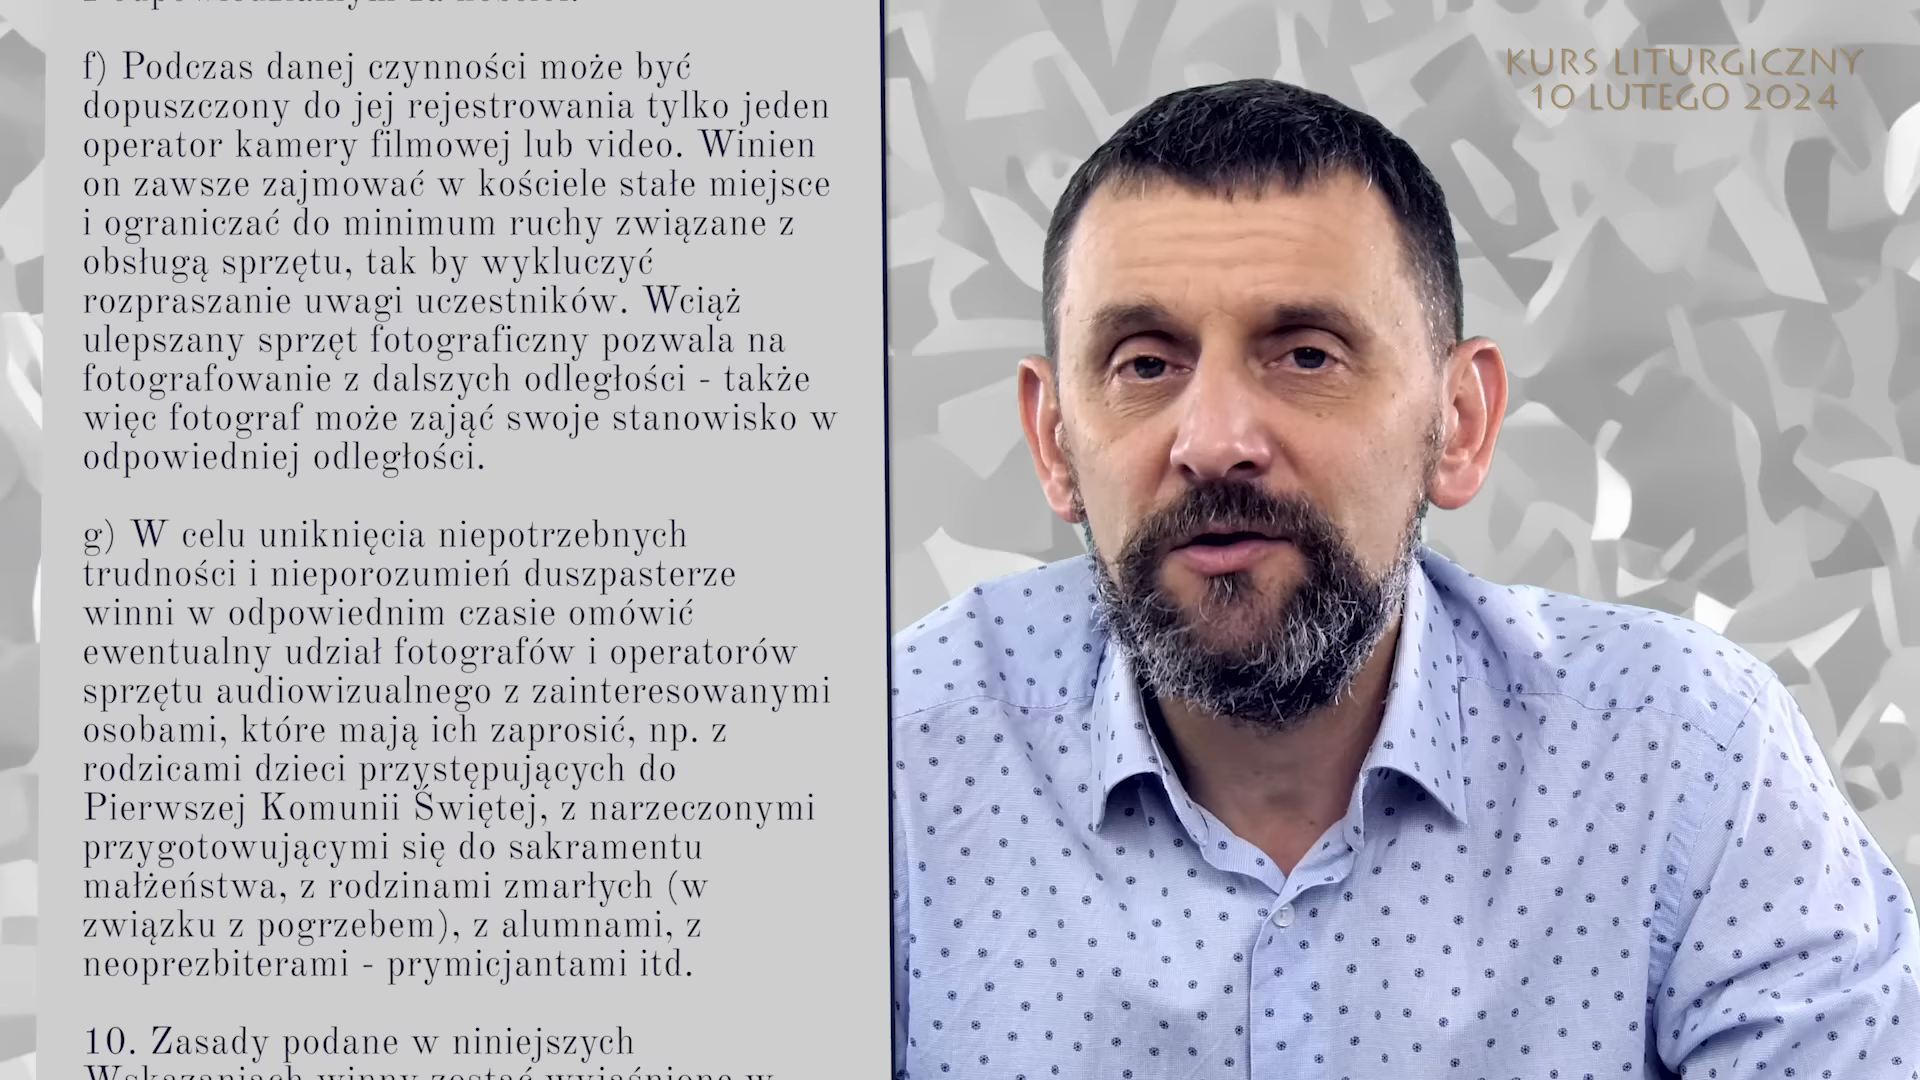 f) Podczas danej czynności może być
dopuszczony do jej rejestrowania tylko jeden
operator kamery filmowej lub video. Winien
on zawsze zajmować w kościele stałe miejsce
i ograniczać do minimum ruchy związane z
obsługą sprzętu, tak by wykluczyć
rozpraszanie uwagi uczestników. Wciąż
ulepszany sprzęt fotograficzny pozwala na
fotografowanie z dalszych odległości - także
więc fotograf może zająć swoje stanowisko w
odpowiedniej odległości.
g) W celu uniknięcia niepotrzebnych
trudności i nieporozumień duszpasterze
winni w odpowiednim czasie omówić
ewentualny udział fotografów i operatorów
sprzętu audiowizualnego z zainteresowanymi
osobami, które mają ich zaprosić, np. z
rodzicami dzieci przystępujących do
Pierwszej Komunii Świętej, z narzeczonymi
przygotowującymi się do sakramentu
małżeństwa, z rodzinami zmarłych (w
związku z pogrzebem), z alumnami, z
neoprezbiterami - prymicjantami itd.
10. Zasady podane w niniejszych
Wskazaniach winny zostać wyjaśnione w
KURS LITURGICZNY
10 LUTEGO 2024